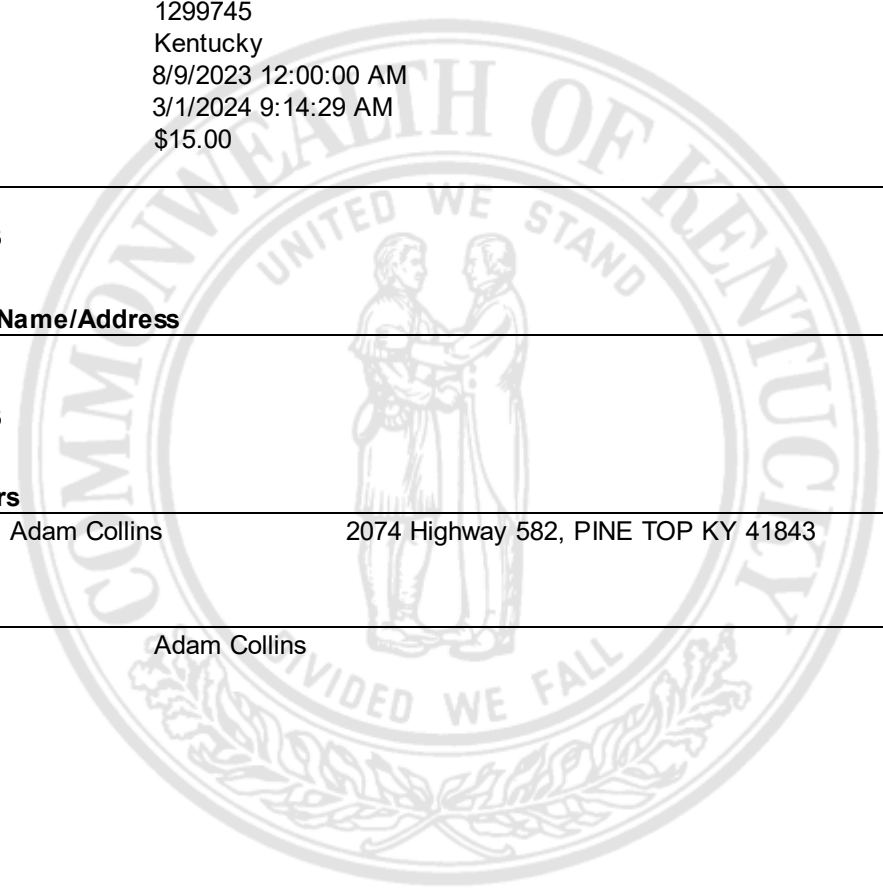 1299745
Kentucky
8/9/2023 12:00:00 AM
3/1/2024 9:14:29 AM
$15.00
Name/Address
rs
Adam Collins 2074 Highway 582, PINE TOP KY 41843
Adam Collins
COMMONWEALTH OF KENTUCKY
UNITED WE STAND
DIVIDED WE FALL